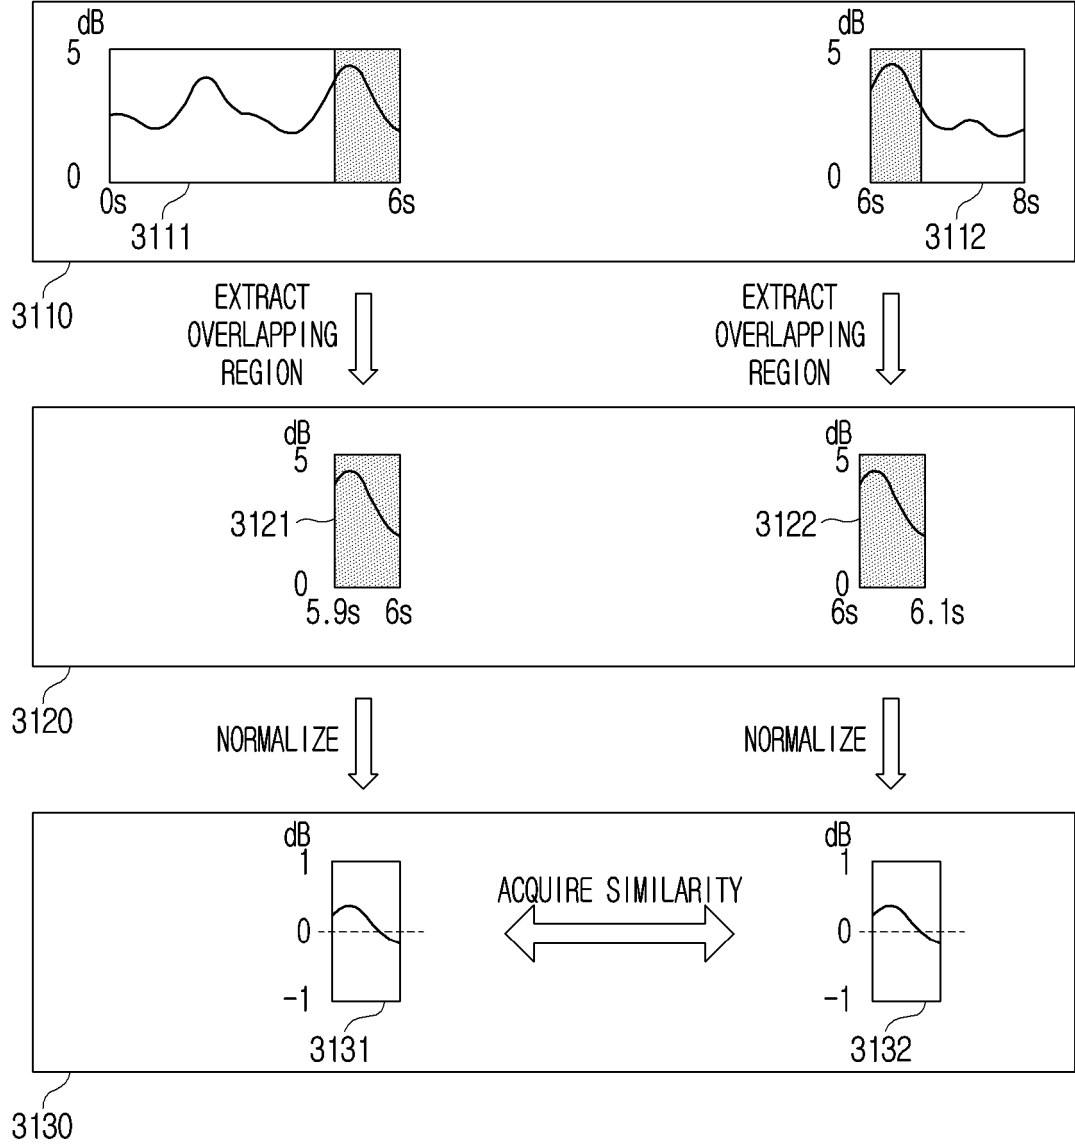 dB dB
5 5
0 0
0s 6s 6s 8s
3111 3112
3110
EXTRACT EXTRACT
OVERLAPPING OVERLAPPING
REGION REGION
dB dB
5 5
3121 3122
0 0
5.9s 6s 6s 6.1s
3120
NORMALIZE NORMALIZE
dB dB
1 1
ACQUIRE SIMILARITY
0 0
-1 -1
3131 3132
3130